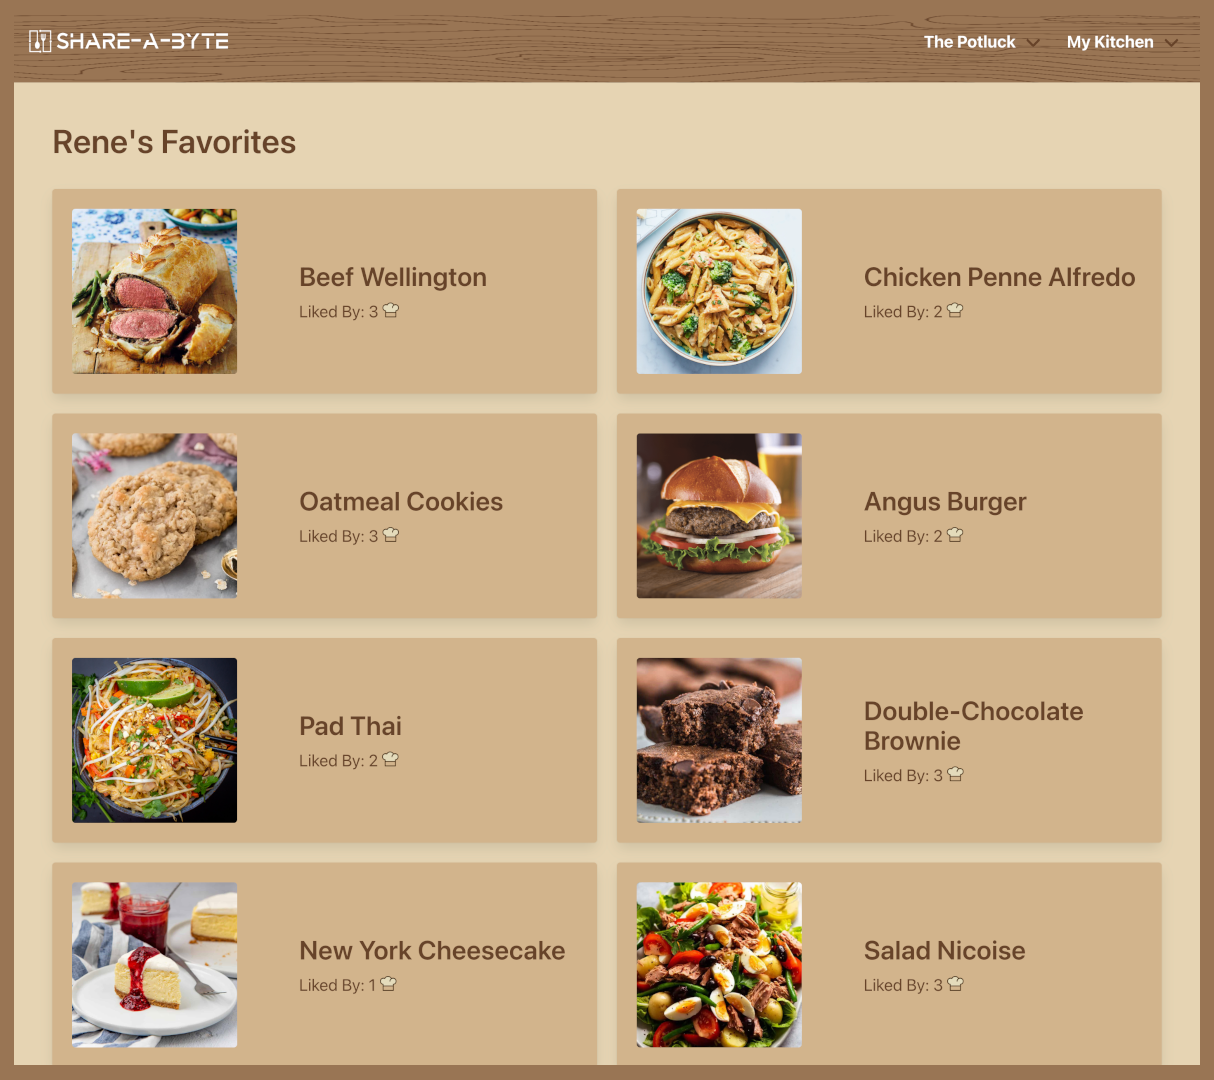 SHARE-A-BYTE
The Potluck
My Kitchen
Rene's Favorites
Beef Wellington
Liked By: 3
Chicken Penne Alfredo
Liked By: 2
Oatmeal Cookies
Liked By: 3
Angus Burger
Liked By: 2
Pad Thai
Liked By: 2
Double-Chocolate
Brownie
Liked By: 3
New York Cheesecake
Liked By: 1
Salad Nicoise
Liked By: 3